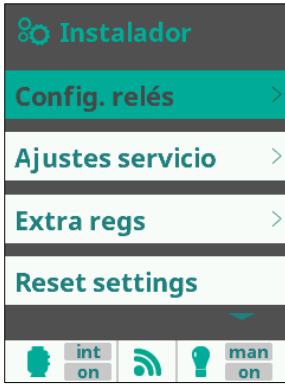 Instalador
Config. relés
Ajustes servicio
Extra regs
Reset settings
int
on
man
on